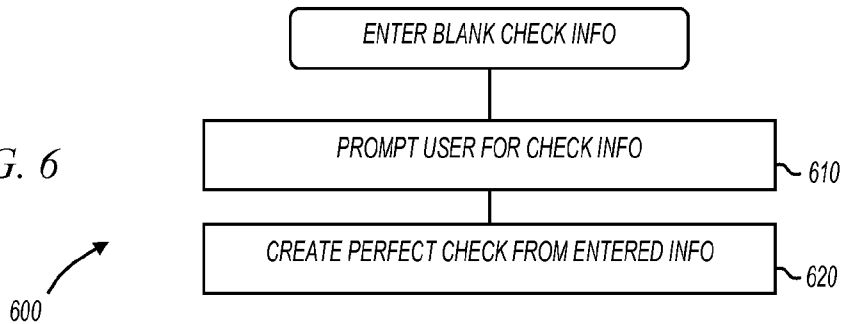 ENTER BLANK CHECK INFO
PROMPT USER FOR CHECK INFO
610
G. 6
CREATE PERFECT CHECK FROM ENTERED INFO
620
600